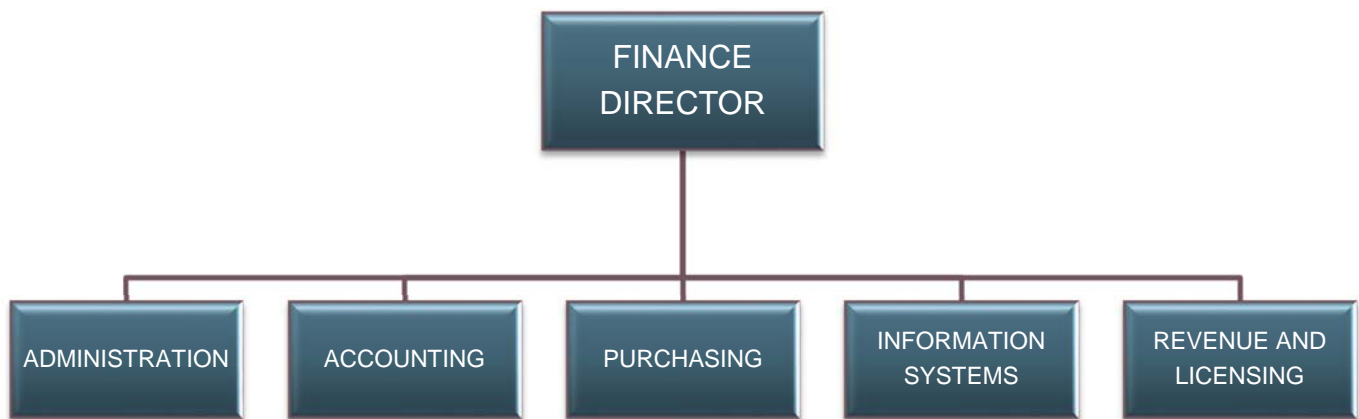 FINANCE
DIRECTOR
ADMINISTRATION
ACCOUNTING
PURCHASING
INFORMATION
SYSTEMS
REVENUE AND
LICENSING